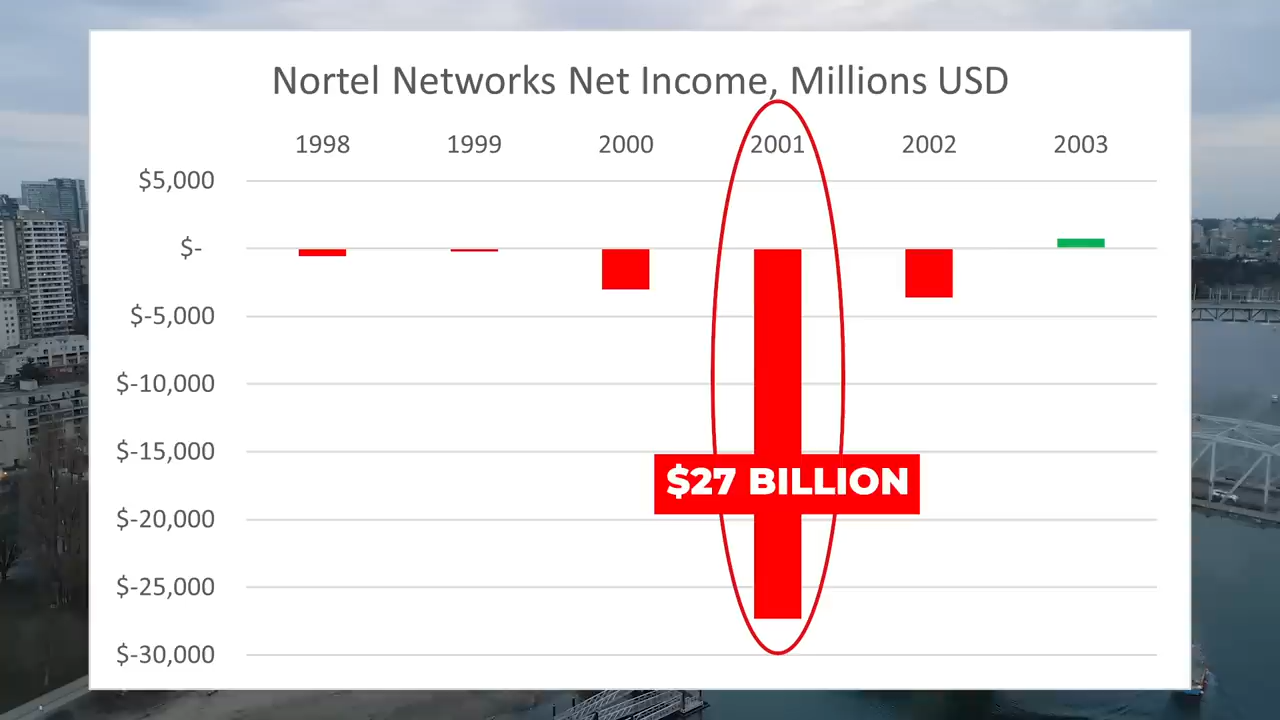 Nortel Networks Net Income, Millions USD
1998 1999 2000 2001 2002 2003
$5,000
$-
$-5,000
$-10,000
$-15,000
$27 BILLION
$-20,000
$-25,000
$-30,000